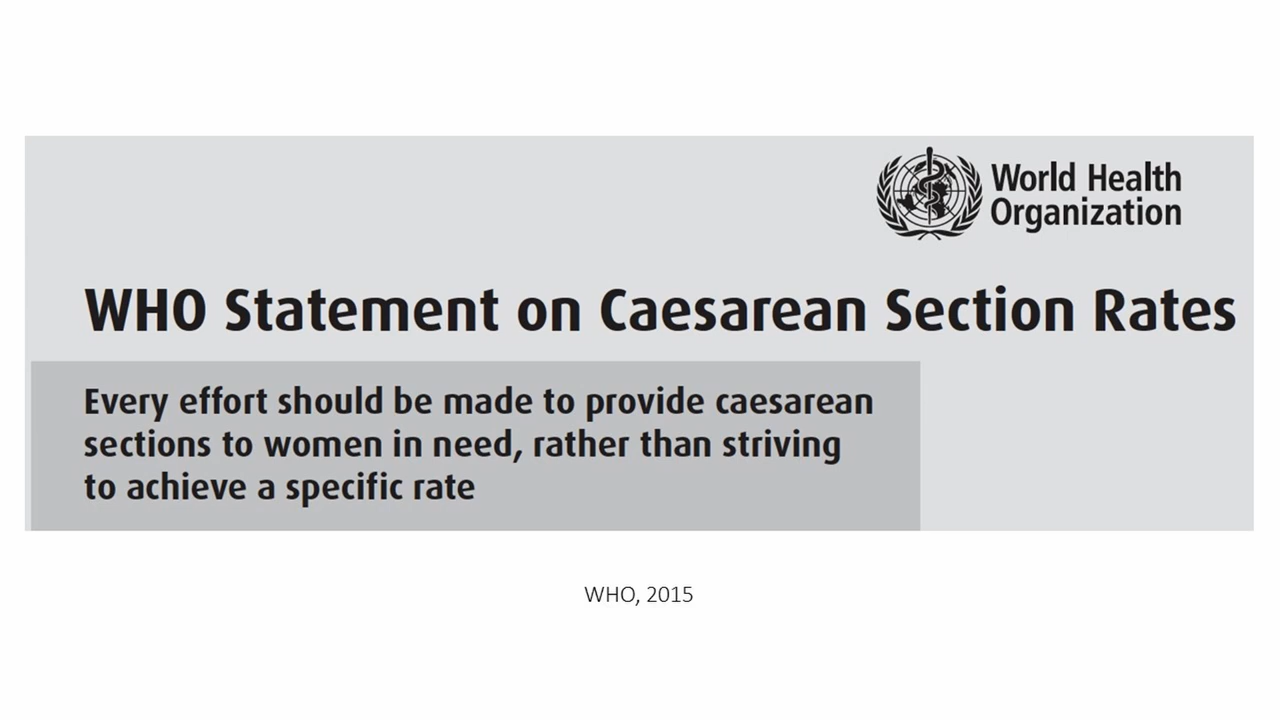 World Health
Organization
WHO Statement on Caesarean Section Rates
Every effort should be made to provide caesarean
sections to women in need, rather than striving
to achieve a specific rate
WHO, 2015